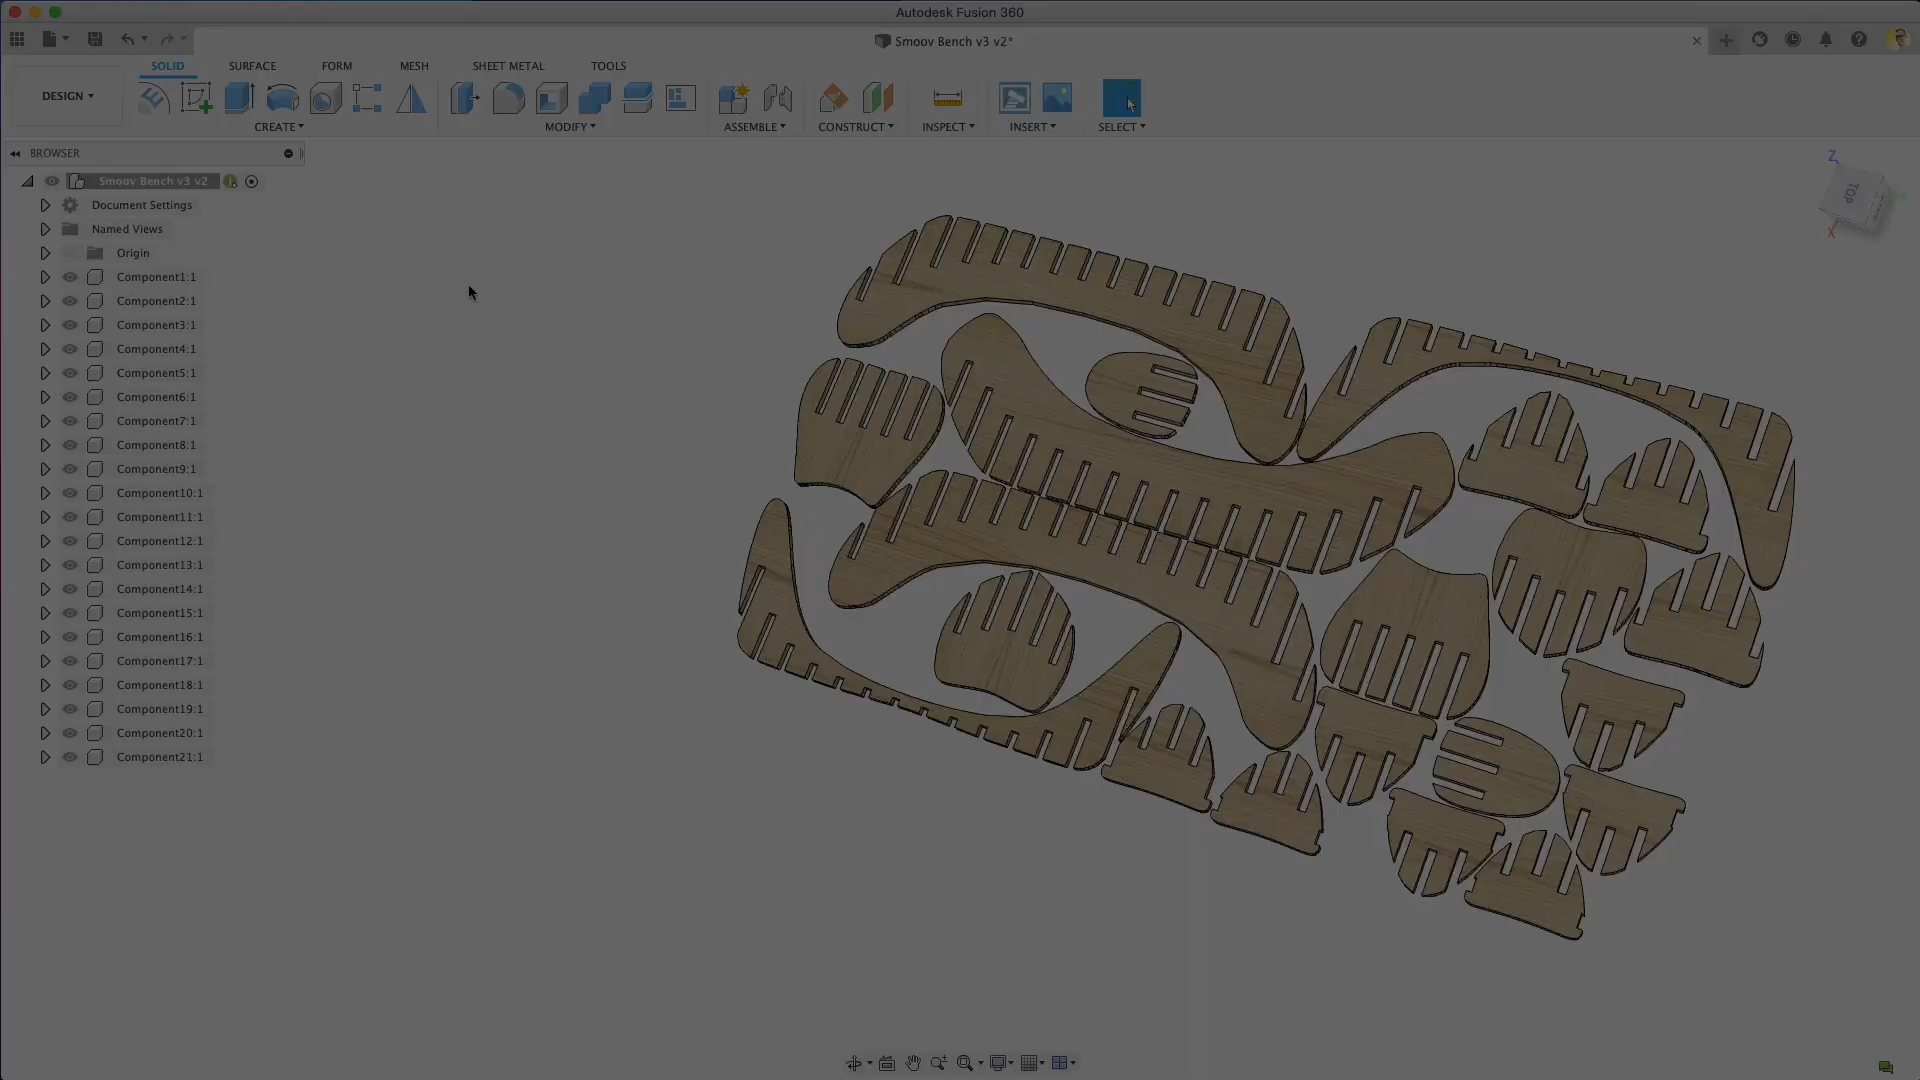 Autodesk Fusion 360
Smoov Bench v3 v2*
DESIGN
SOLID SURFACE FORM MESH SHEET METAL TOOLS
CREATE MODIFY ASSEMBLE CONSTRUCT INSPECT INSERT SELECT
BROWSER
Smoov Bench v3 v2
Document Settings
Named Views
Origin
Component1:1
Component2:1
Component3:1
Component4:1
Component5:1
Component6:1
Component7:1
Component8:1
Component9:1
Component10:1
Component11:1
Component12:1
Component13:1
Component14:1
Component15:1
Component16:1
Component17:1
Component18:1
Component19:1
Component20:1
Component21:1
Z
TOP
X